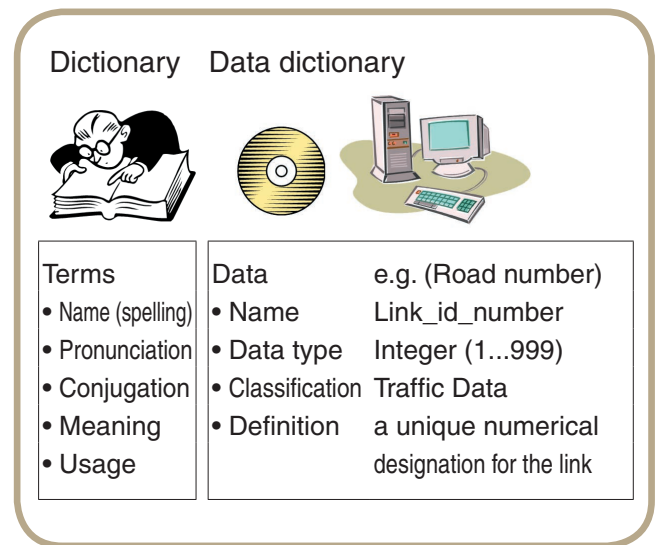 Dictionary
Data dictionary
Terms
• Name (spelling)
• Pronunciation
• Conjugation
• Meaning
• Usage
Data e.g. (Road number)
• Name Link_id_number
• Data type Integer (1...999)
• Classification Traffic Data
• Definition a unique numerical
designation for the link